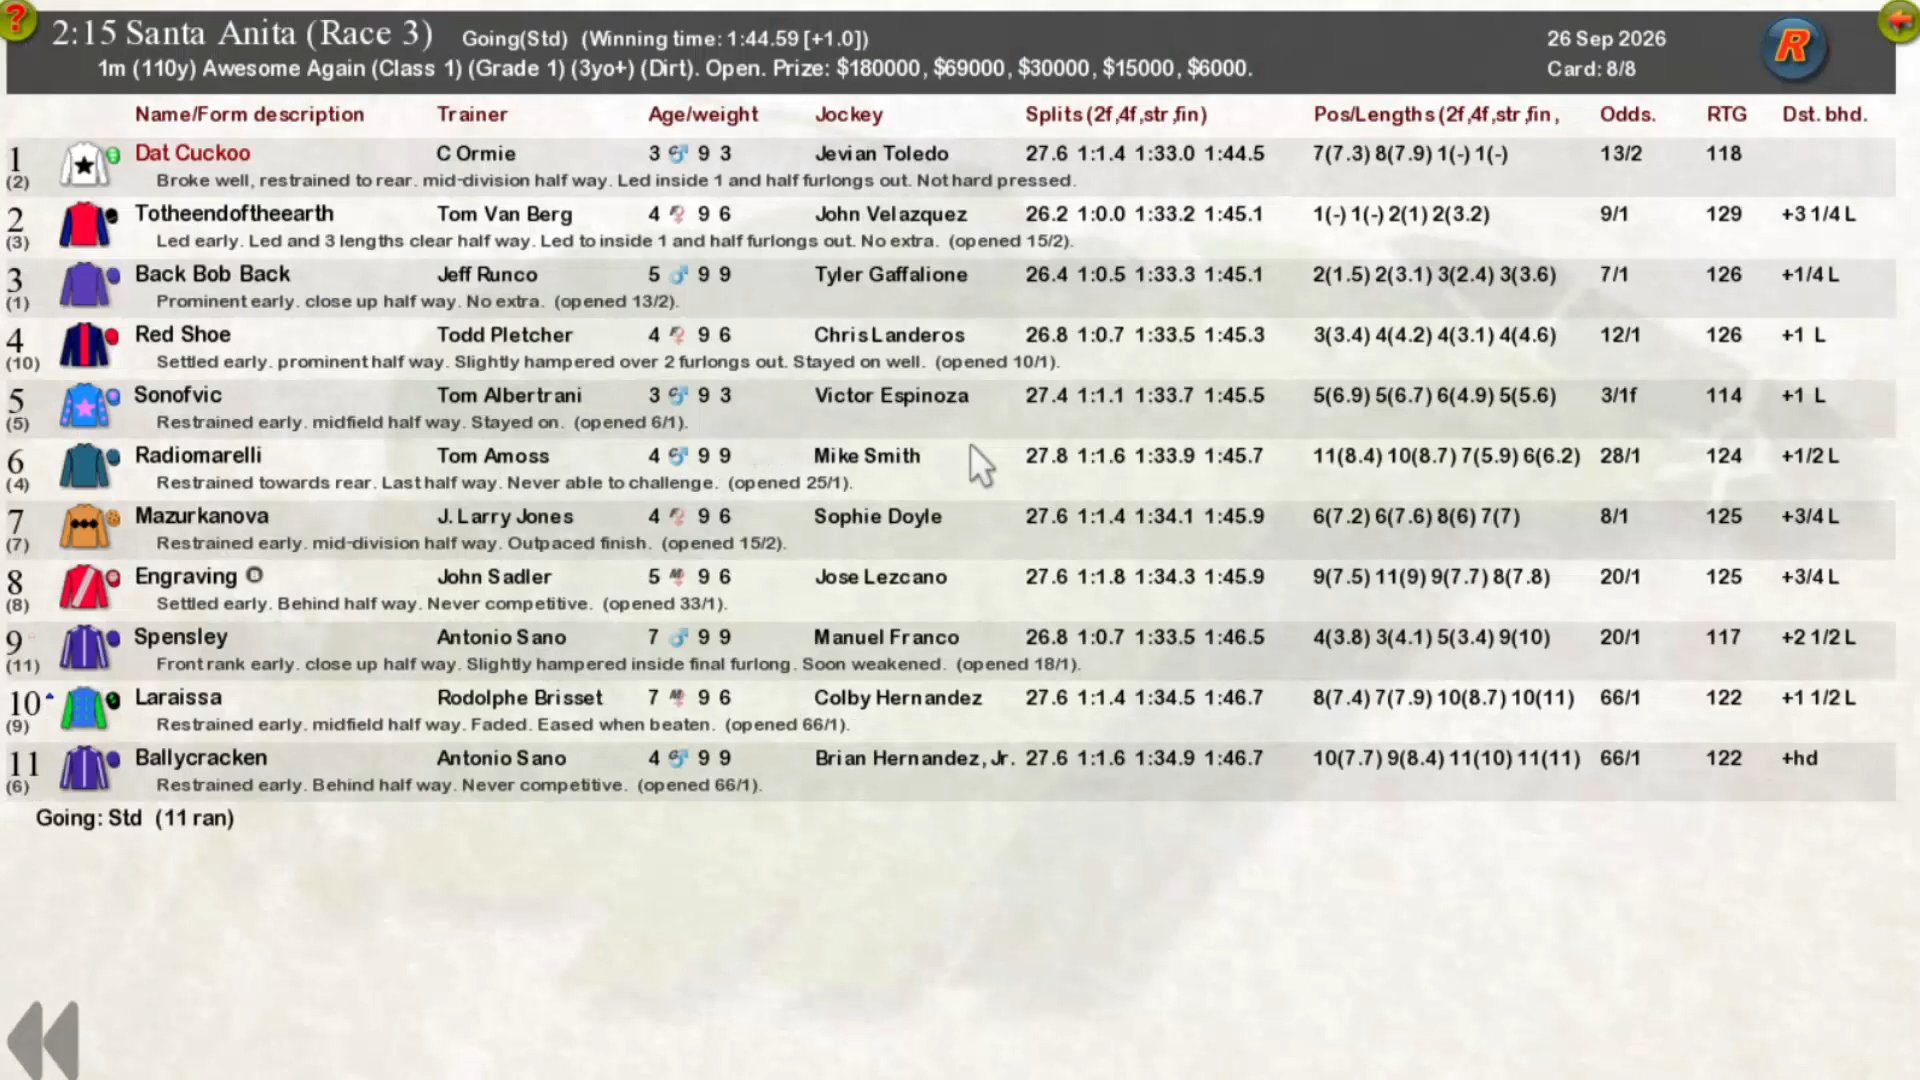 ?
2:15 Santa Anita (Race 3) Going(Std) (Winning time: 1:44.59 [+1.0]) 26 Sep 2026 R
1m (110y) Awesome Again (Class 1) (Grade 1) (3yo+) (Dirt). Open. Prize: $180000, $69000, $30000, $15000, $6000. Card: 8/8
Name/Form description Trainer Age/weight Jockey Splits (2f,4f,str,fin) Pos/Lengths (2f,4f,str,fin, Odds. RTG Dst. bhd.
1 Dat Cuckoo C Ormie 3 9 3 Jevian Toledo 27.6 1:1.4 1:33.0 1:44.5 7(7.3) 8(7.9) 1(-) 1(-) 13/2 118
(2) Broke well, restrained to rear. mid-division half way. Led inside 1 and half furlongs out. Not hard pressed.
2 Totheendoftheearth Tom Van Berg 4 9 6 John Velazquez 26.2 1:0.0 1:33.2 1:45.1 1(-) 1(-) 2(1) 2(3.2) 9/1 129 +3 1/4 L
(3) Led early. Led and 3 lengths clear half way. Led to inside 1 and half furlongs out. No extra. (opened 15/2).
3 Back Bob Back Jeff Runco 5 9 9 Tyler Gaffalione 26.4 1:0.5 1:33.3 1:45.1 2(1.5) 2(3.1) 3(2.4) 3(3.6) 7/1 126 +1/4 L
(1) Prominent early. close up half way. No extra. (opened 13/2).
4 Red Shoe Todd Pletcher 4 9 6 Chris Landeros 26.8 1:0.7 1:33.5 1:45.3 3(3.4) 4(4.2) 4(3.1) 4(4.6) 12/1 126 +1 L
(10) Settled early. prominent half way. Slightly hampered over 2 furlongs out. Stayed on well. (opened 10/1).
5 Sonofvic Tom Albertrani 3 9 3 Victor Espinoza 27.4 1:1.1 1:33.7 1:45.5 5(6.9) 5(6.7) 6(4.9) 5(5.6) 3/1f 114 +1 L
(5) Restrained early. midfield half way. Stayed on. (opened 6/1).
6 Radiomarelli Tom Amoss 4 9 9 Mike Smith 27.8 1:1.6 1:33.9 1:45.7 11(8.4) 10(8.7) 7(5.9) 6(6.2) 28/1 124 +1/2 L
(4) Restrained towards rear. Last half way. Never able to challenge. (opened 25/1).
7 Mazurkanova J. Larry Jones 4 9 6 Sophie Doyle 27.6 1:1.4 1:34.1 1:45.9 6(7.2) 6(7.6) 8(6) 7(7) 8/1 125 +3/4 L
(7) Restrained early. mid-division half way. Outpaced finish. (opened 15/2).
8 Engraving B John Sadler 5 9 6 Jose Lezcano 27.6 1:1.8 1:34.3 1:45.9 9(7.5) 11(9) 9(7.7) 8(7.8) 20/1 125 +3/4 L
(8) Settled early. Behind half way. Never competitive. (opened 33/1).
9 Spensley Antonio Sano 7 9 9 Manuel Franco 26.8 1:0.7 1:33.5 1:46.5 4(3.8) 3(4.1) 5(3.4) 9(10) 20/1 117 +2 1/2 L
(11) Front rank early. close up half way. Slightly hampered inside final furlong. Soon weakened. (opened 18/1).
10 Laraissa Rodolphe Brisset 7 9 6 Colby Hernandez 27.6 1:1.4 1:34.5 1:46.7 8(7.4) 7(7.9) 10(8.7) 10(11) 66/1 122 +1 1/2 L
(9) Restrained early. midfield half way. Faded. Eased when beaten. (opened 66/1).
11 Ballycracken Antonio Sano 4 9 9 Brian Hernandez, Jr. 27.6 1:1.6 1:34.9 1:46.7 10(7.7) 9(8.4) 11(10) 11(11) 66/1 122 +hd
(6) Restrained early. Behind half way. Never competitive. (opened 66/1).
Going: Std (11 ran)